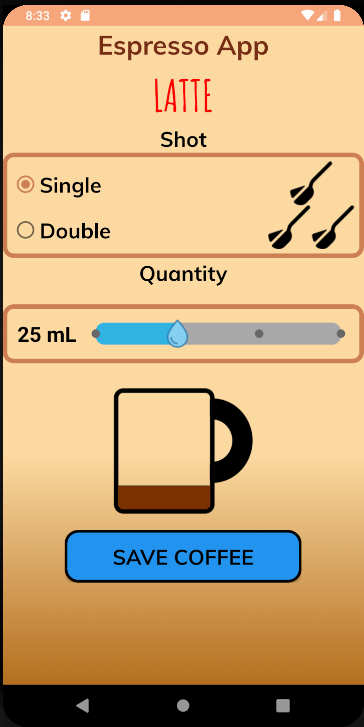 8:33
Espresso App
LATTE
Shot
Single
Double
Quantity
25 mL
SAVE COFFEE